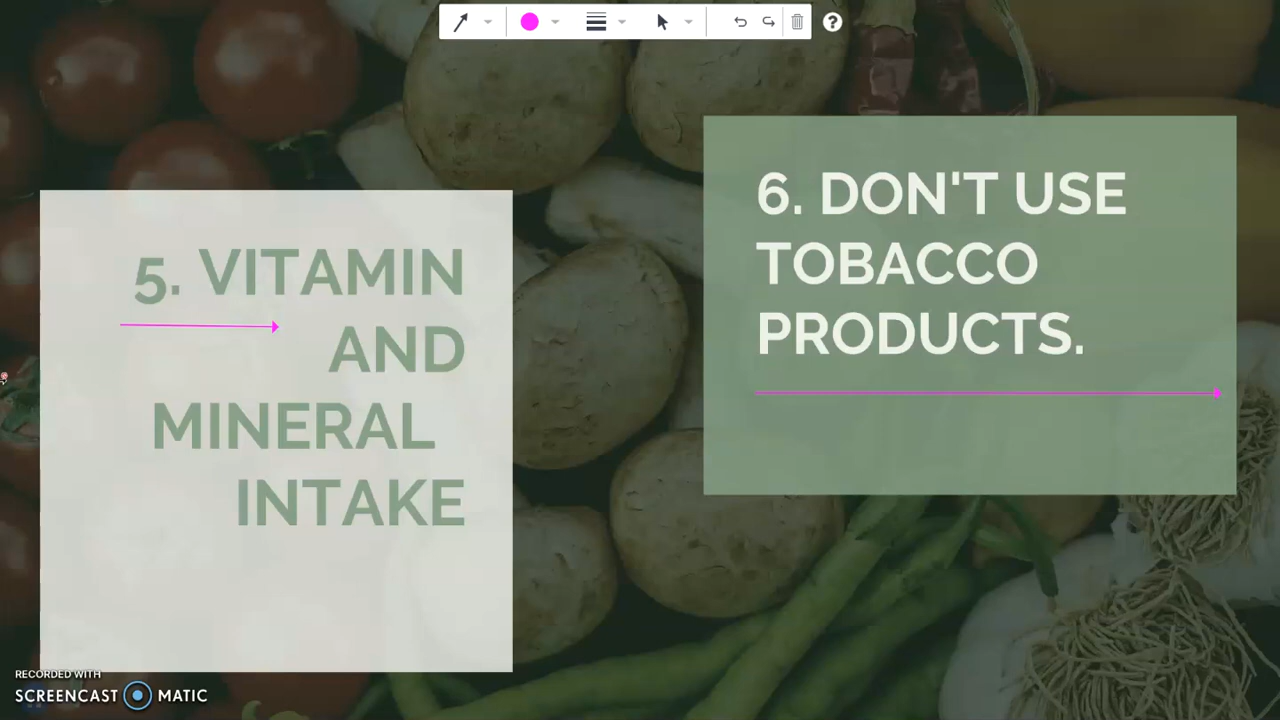 5. VITAMIN
AND
MINERAL
INTAKE
6. DON'T USE
TOBACCO
PRODUCTS.
RECORDED WITH
SCREENCAST MATIC
?